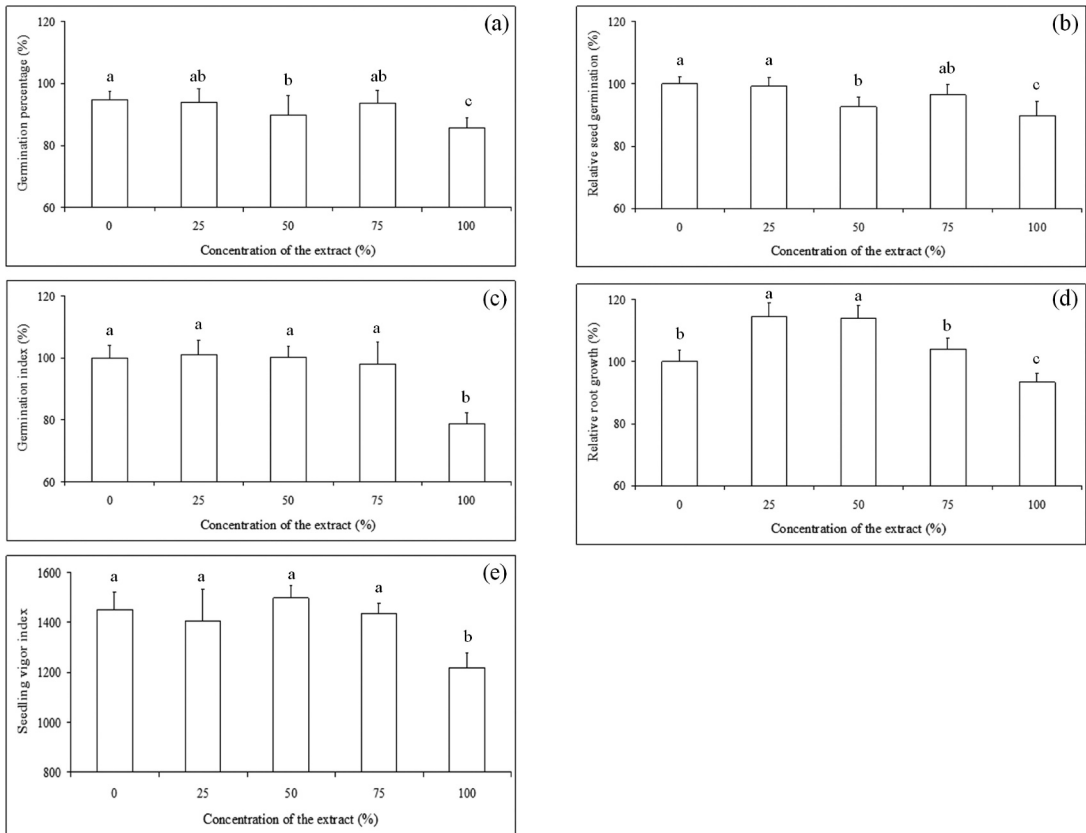 (a)
Germination percentage (%)
120
100
80
60
a
ab
b
ab
c
0 25 50 75 100
Concentration of the extract (%)
(b)
Relative seed germination (%)
120
100
80
60
a
a
b
ab
c
0 25 50 75 100
Concentration of the extract (%)
(c)
Germination index (%)
120
100
80
60
a
a
a
a
b
0 25 50 75 100
Concentration of the extract (%)
(d)
Relative root growth (%)
120
100
80
60
b
a
a
b
c
0 25 50 75 100
Concentration of the extract (%)
(e)
Seedling vigor index
1600
1400
1200
1000
800
a
a
a
a
b
0 25 50 75 100
Concentration of the extract (%)